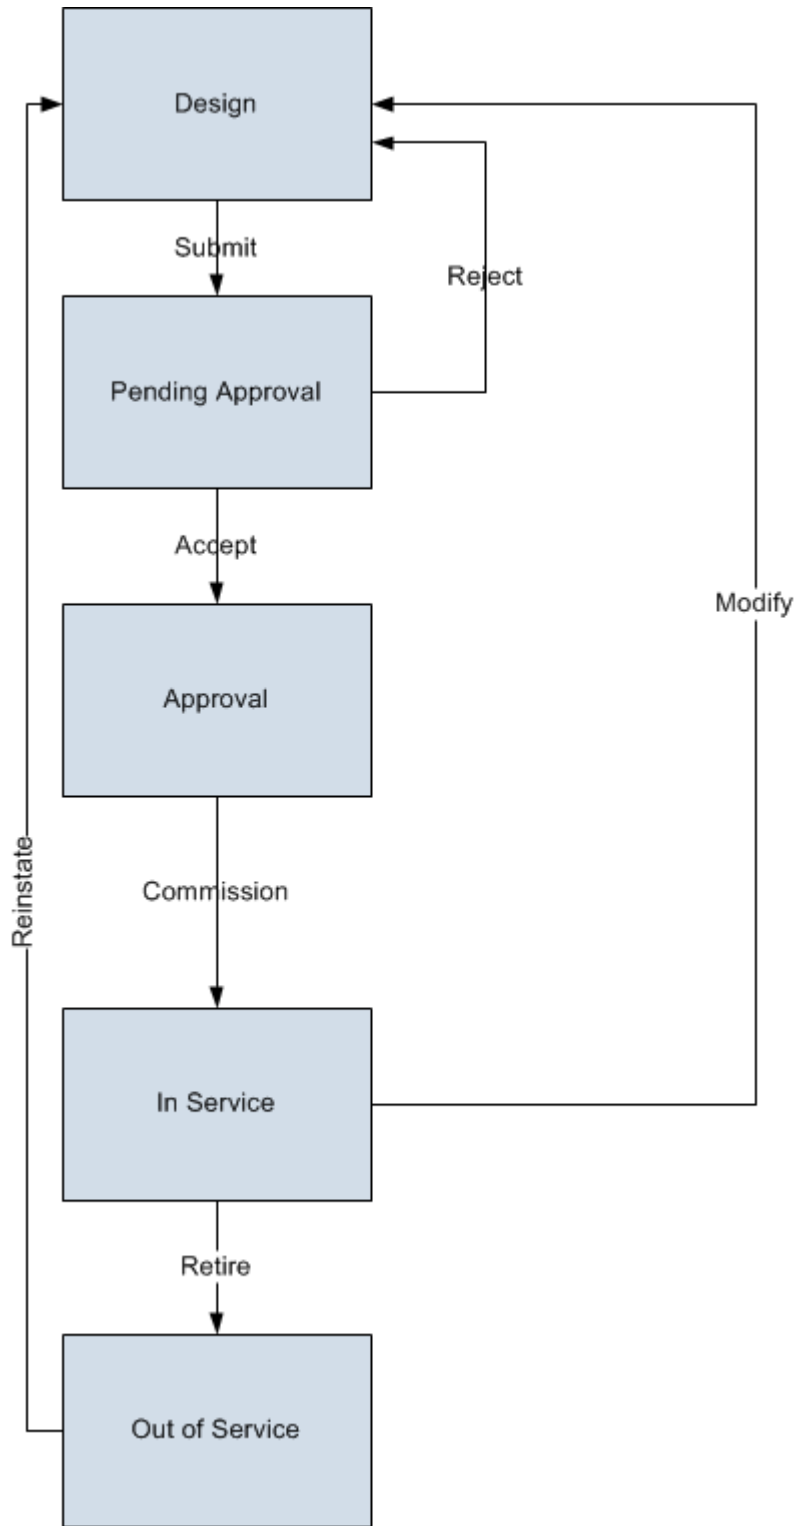 Design
Submit
Reject
Pending Approval
Accept
Modify
Approval
Reinstate
Commission
In Service
Retire
Out of Service